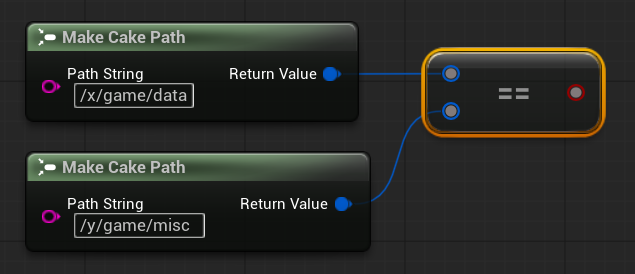 Make Cake Path
Path String
Return Value
/x/game/data
==
Make Cake Path
Path String
Return Value
/y/game/misc